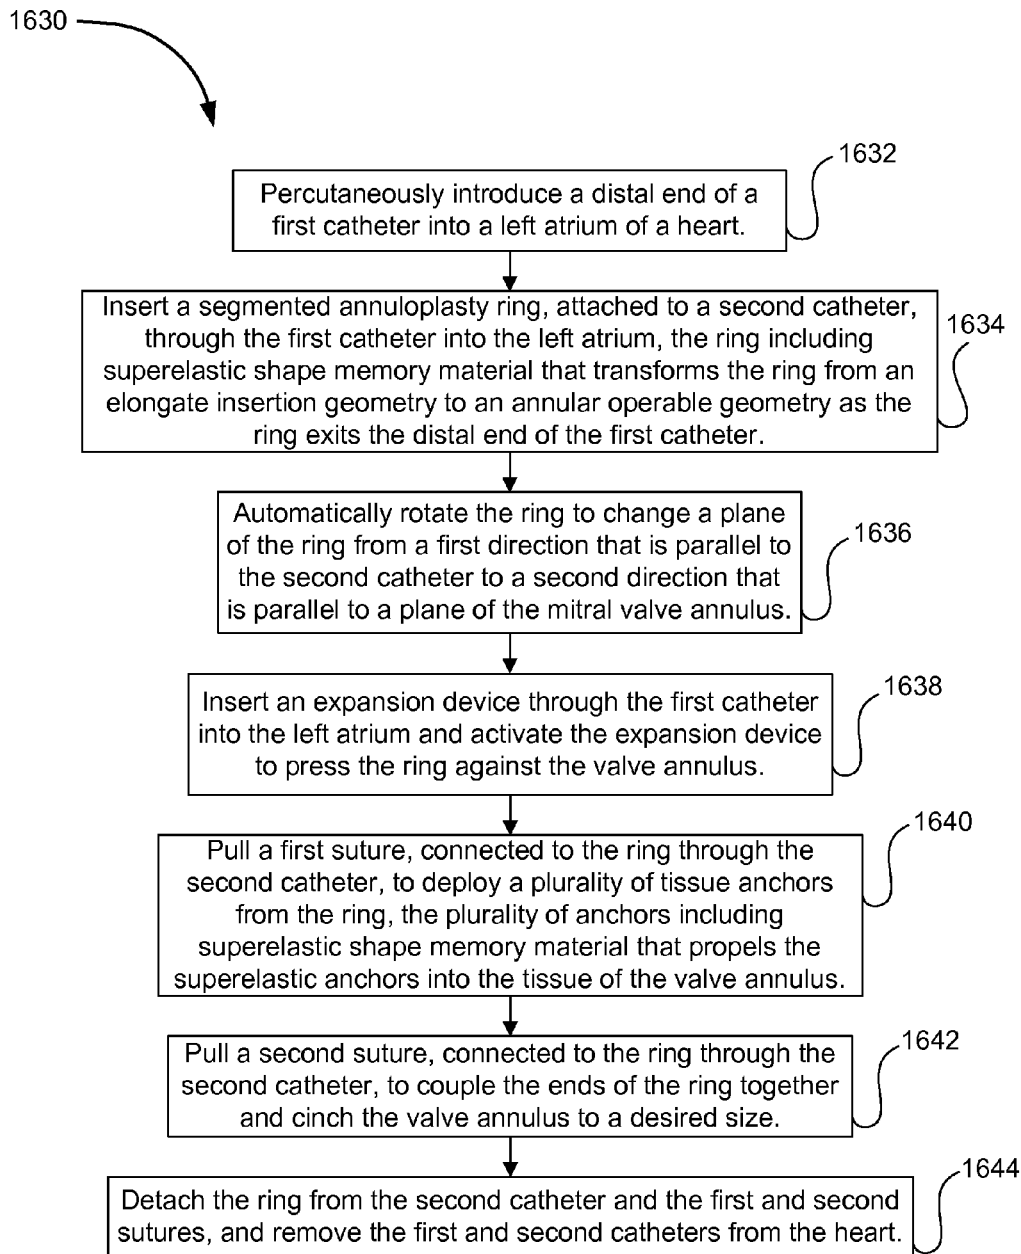 1630
1632
Percutaneously introduce a distal end of a
first catheter into a left atrium of a heart.
1634
Insert a segmented annuloplasty ring, attached to a second catheter,
through the first catheter into the left atrium, the ring including
superelastic shape memory material that transforms the ring from an
elongate insertion geometry to an annular operable geometry as the
ring exits the distal end of the first catheter.
1636
Automatically rotate the ring to change a plane
of the ring from a first direction that is parallel to
the second catheter to a second direction that
is parallel to a plane of the mitral valve annulus.
1638
Insert an expansion device through the first catheter
into the left atrium and activate the expansion device
to press the ring against the valve annulus.
1640
Pull a first suture, connected to the ring through the
second catheter, to deploy a plurality of tissue anchors
from the ring, the plurality of anchors including
superelastic shape memory material that propels the
superelastic anchors into the tissue of the valve annulus.
1642
Pull a second suture, connected to the ring through the
second catheter, to couple the ends of the ring together
and cinch the valve annulus to a desired size.
1644
Detach the ring from the second catheter and the first and second
sutures, and remove the first and second catheters from the heart.